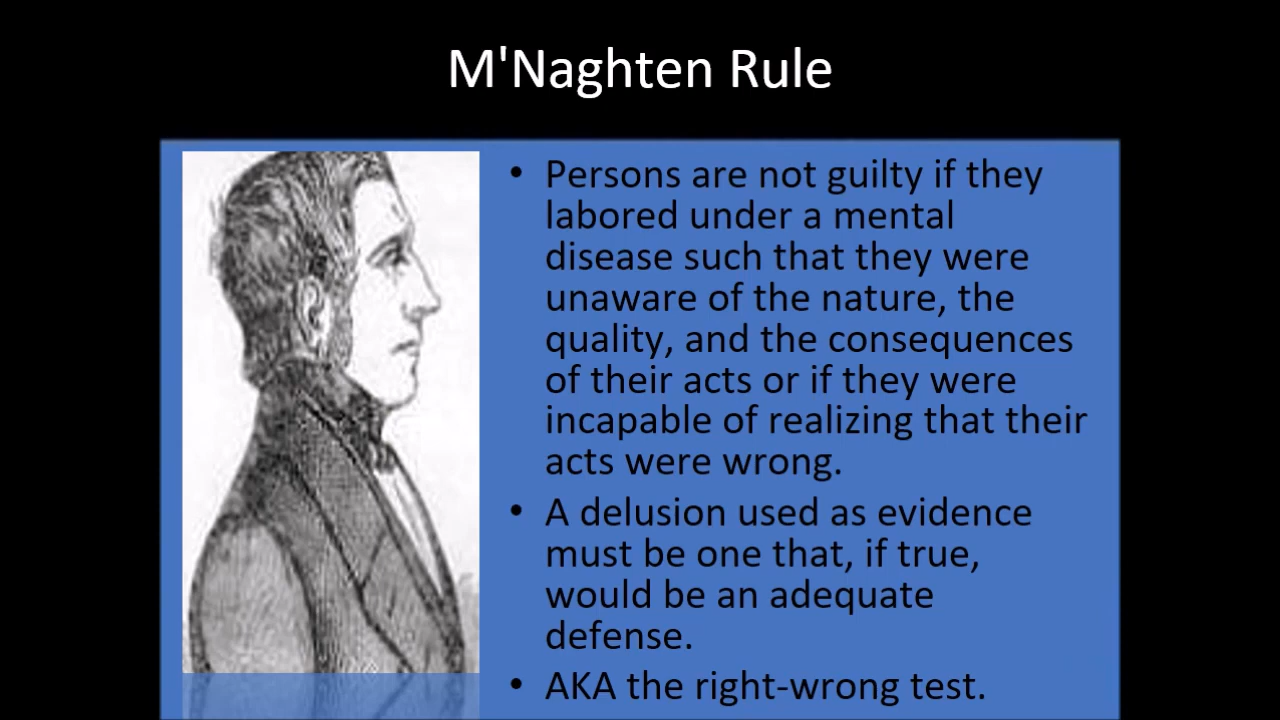 M'Naghten Rule
• Persons are not guilty if they
labored under a mental
disease such that they were
unaware of the nature, the
quality, and the consequences
of their acts or if they were
incapable of realizing that their
acts were wrong.
• A delusion used as evidence
must be one that, if true,
would be an adequate
defense.
• AKA the right-wrong test.